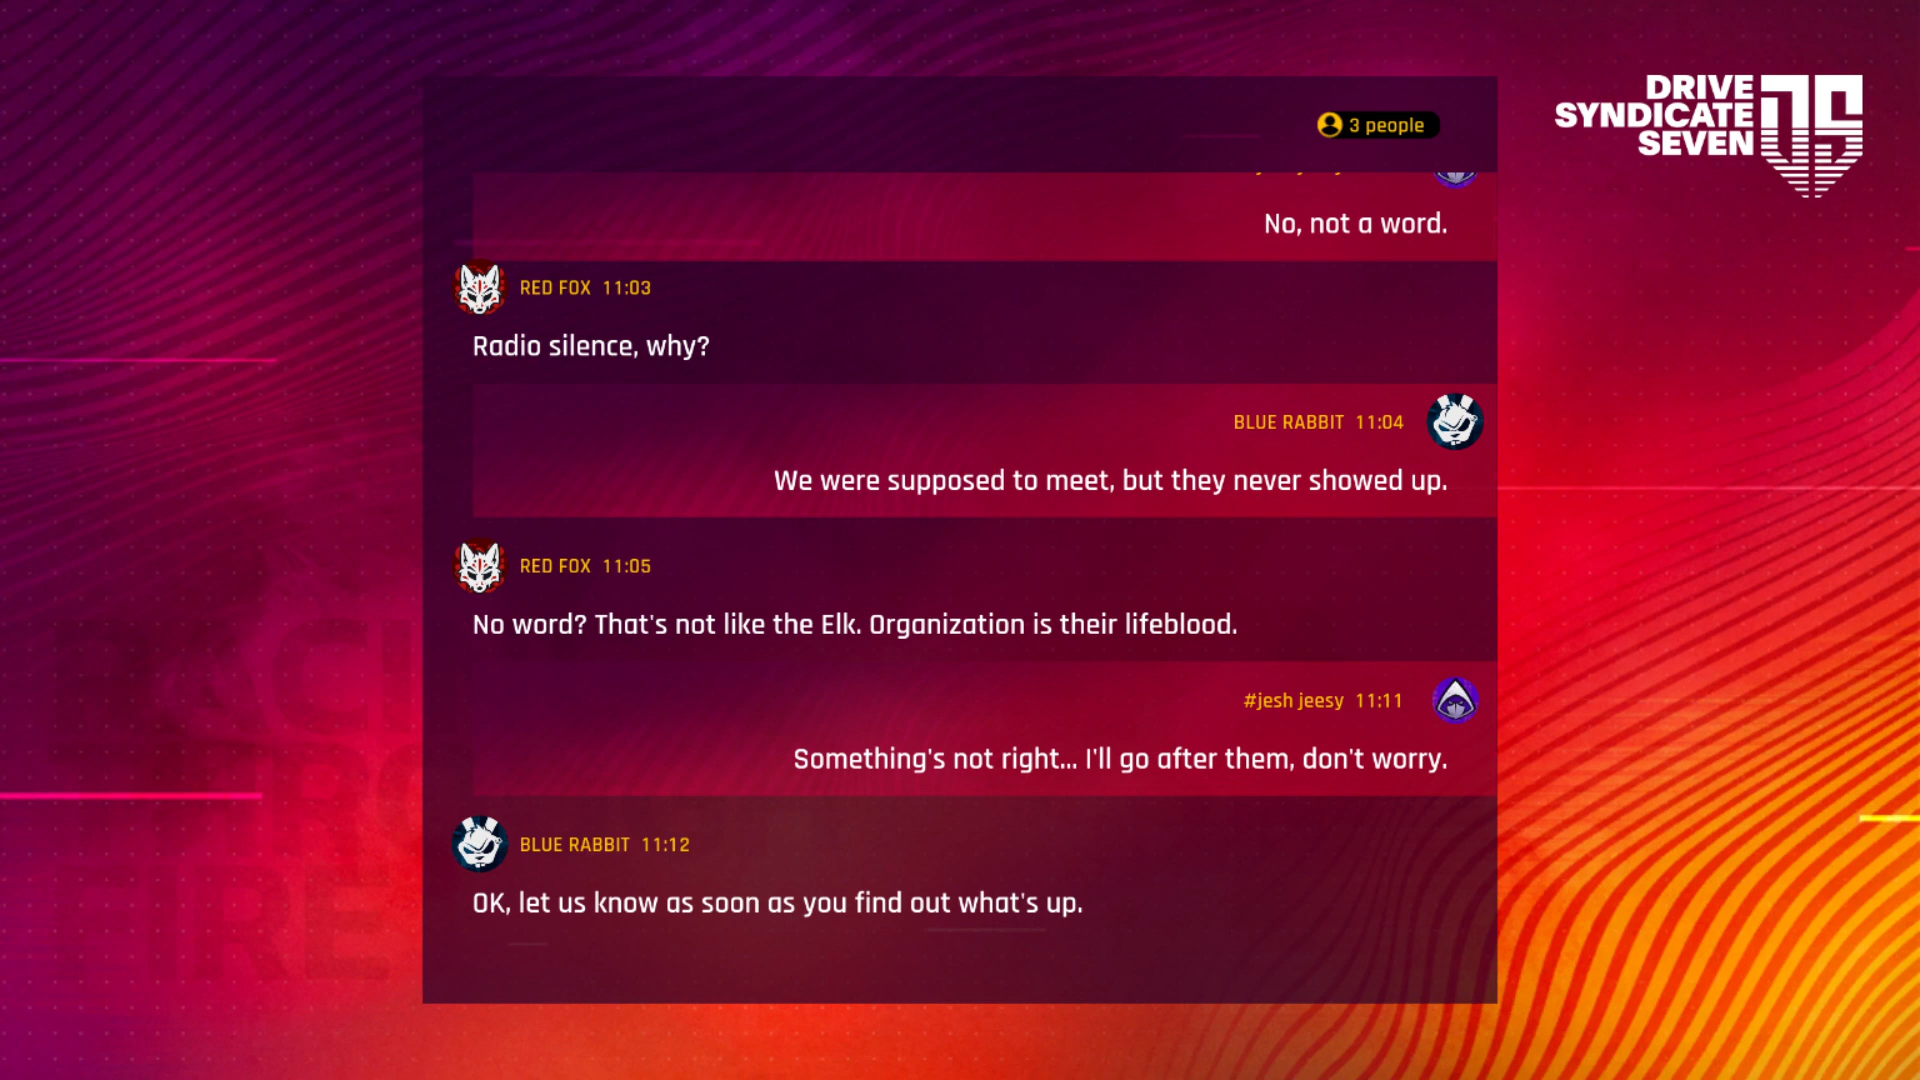 DRIVE
SYNDICATE
SEVEN
3 people
No, not a word.
RED FOX 11:03
Radio silence, why?
BLUE RABBIT 11:04
We were supposed to meet, but they never showed up.
RED FOX 11:05
No word? That's not like the Elk. Organization is their lifeblood.
#jesh jeesy 11:11
Something's not right... I'll go after them, don't worry.
BLUE RABBIT 11:12
OK, let us know as soon as you find out what's up.